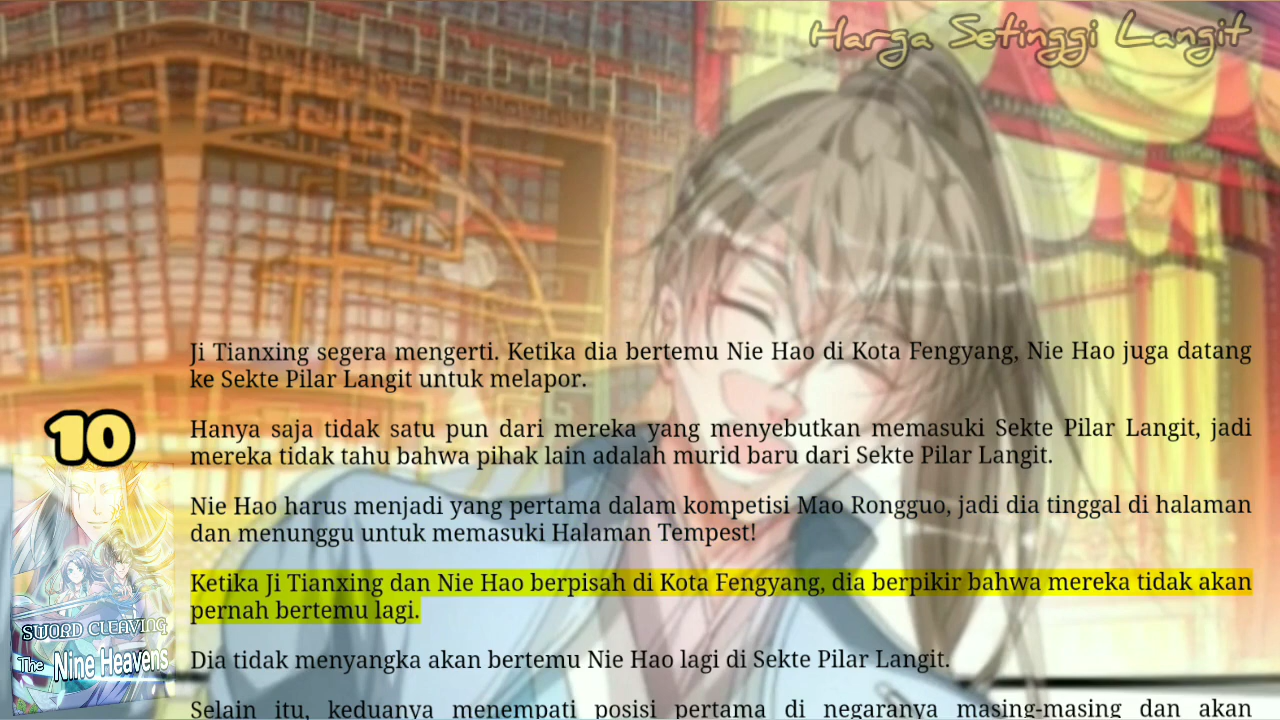 Harga Setinggi Langit
Ji Tianxing segera mengerti. Ketika dia bertemu Nie Hao di Kota Fengyang, Nie Hao juga datang
ke Sekte Pilar Langit untuk melapor.
10
Hanya saja tidak satu pun dari mereka yang menyebutkan memasuki Sekte Pilar Langit, jadi
mereka tidak tahu bahwa pihak lain adalah murid baru dari Sekte Pilar Langit.
Nie Hao harus menjadi yang pertama dalam kompetisi Mao Rongguo, jadi dia tinggal di halaman
dan menunggu untuk memasuki Halaman Tempest!
Ketika Ji Tianxing dan Nie Hao berpisah di Kota Fengyang, dia berpikir bahwa mereka tidak akan
pernah bertemu lagi.
SWORD CLEAVING
The Nine Heavens
Dia tidak menyangka akan bertemu Nie Hao lagi di Sekte Pilar Langit.
Selain itu, keduanya menempati posisi pertama di negaranya masing-masing dan akan